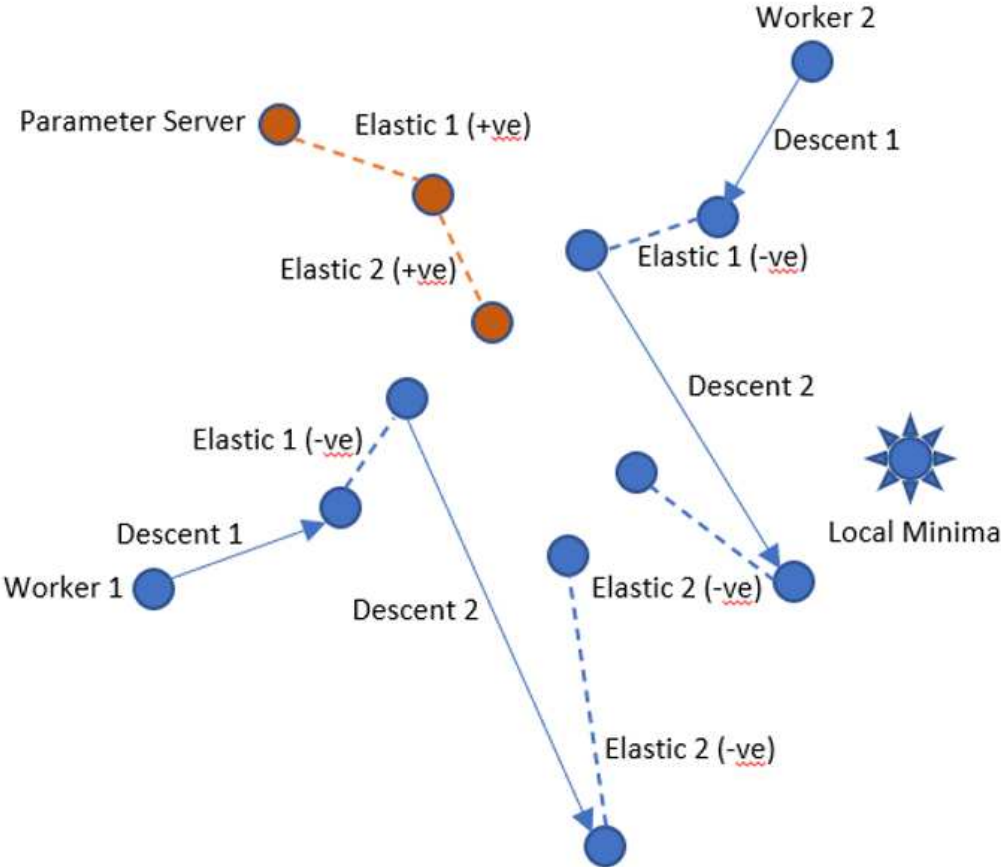 Worker 2
Parameter Server
Elastic 1 (+ve)
Descent 1
Elastic 1 (-ve)
Elastic 2 (+ve)
Descent 2
Elastic 1 (-ve)
Descent 1
Local Minima
Worker 1
Elastic 2 (-ve)
Descent 2
Elastic 2 (-ve)